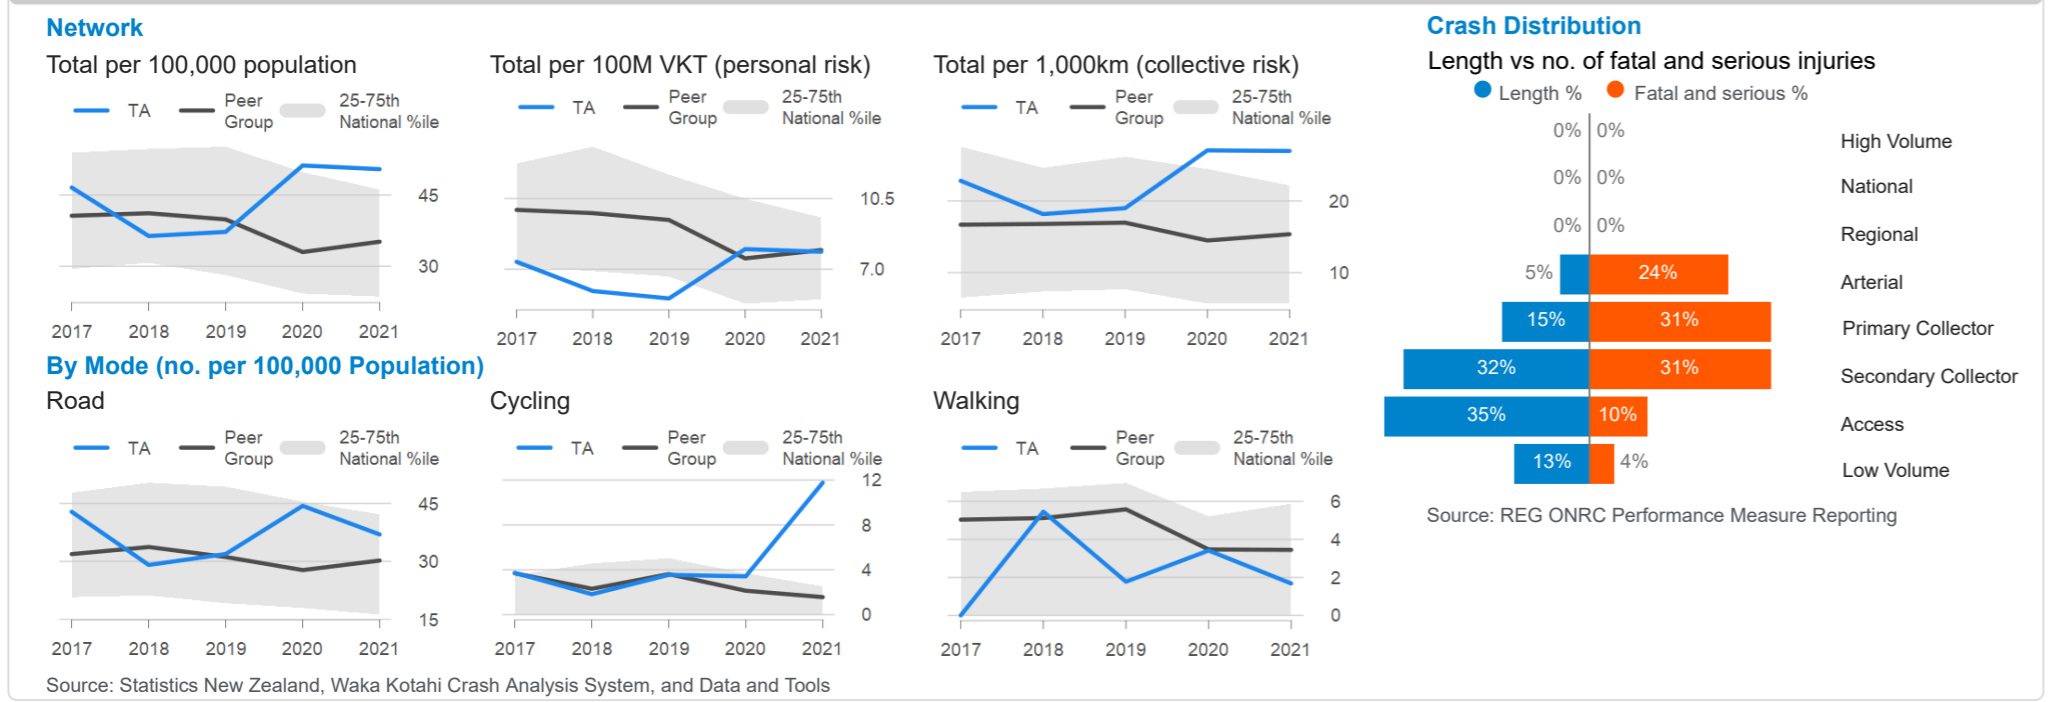 Network
Total per 100,000 population
TA
Peer
Group
25-75th
National %ile
45
30
2017 2018 2019 2020 2021
Total per 100M VKT (personal risk)
TA
Peer
Group
25-75th
National %ile
10.5
7.0
2017 2018 2019 2020 2021
Total per 1,000km (collective risk)
TA
Peer
Group
25-75th
National %ile
20
10
2017 2018 2019 2020 2021
By Mode (no. per 100,000 Population)
Road
TA
Peer
Group
25-75th
National %ile
45
30
15
2017 2018 2019 2020 2021
Cycling
TA
Peer
Group
25-75th
National %ile
12
8
4
0
2017 2018 2019 2020 2021
Walking
TA
Peer
Group
25-75th
National %ile
6
4
2
0
2017 2018 2019 2020 2021
Source: Statistics New Zealand, Waka Kotahi Crash Analysis System, and Data and Tools
Crash Distribution
Length vs no. of fatal and serious injuries
Length % Fatal and serious %
0% 0% High Volume
0% 0% National
0% 0% Regional
5% 24% Arterial
15% 31% Primary Collector
32% 31% Secondary Collector
35% 10% Access
13% 4% Low Volume
Source: REG ONRC Performance Measure Reporting